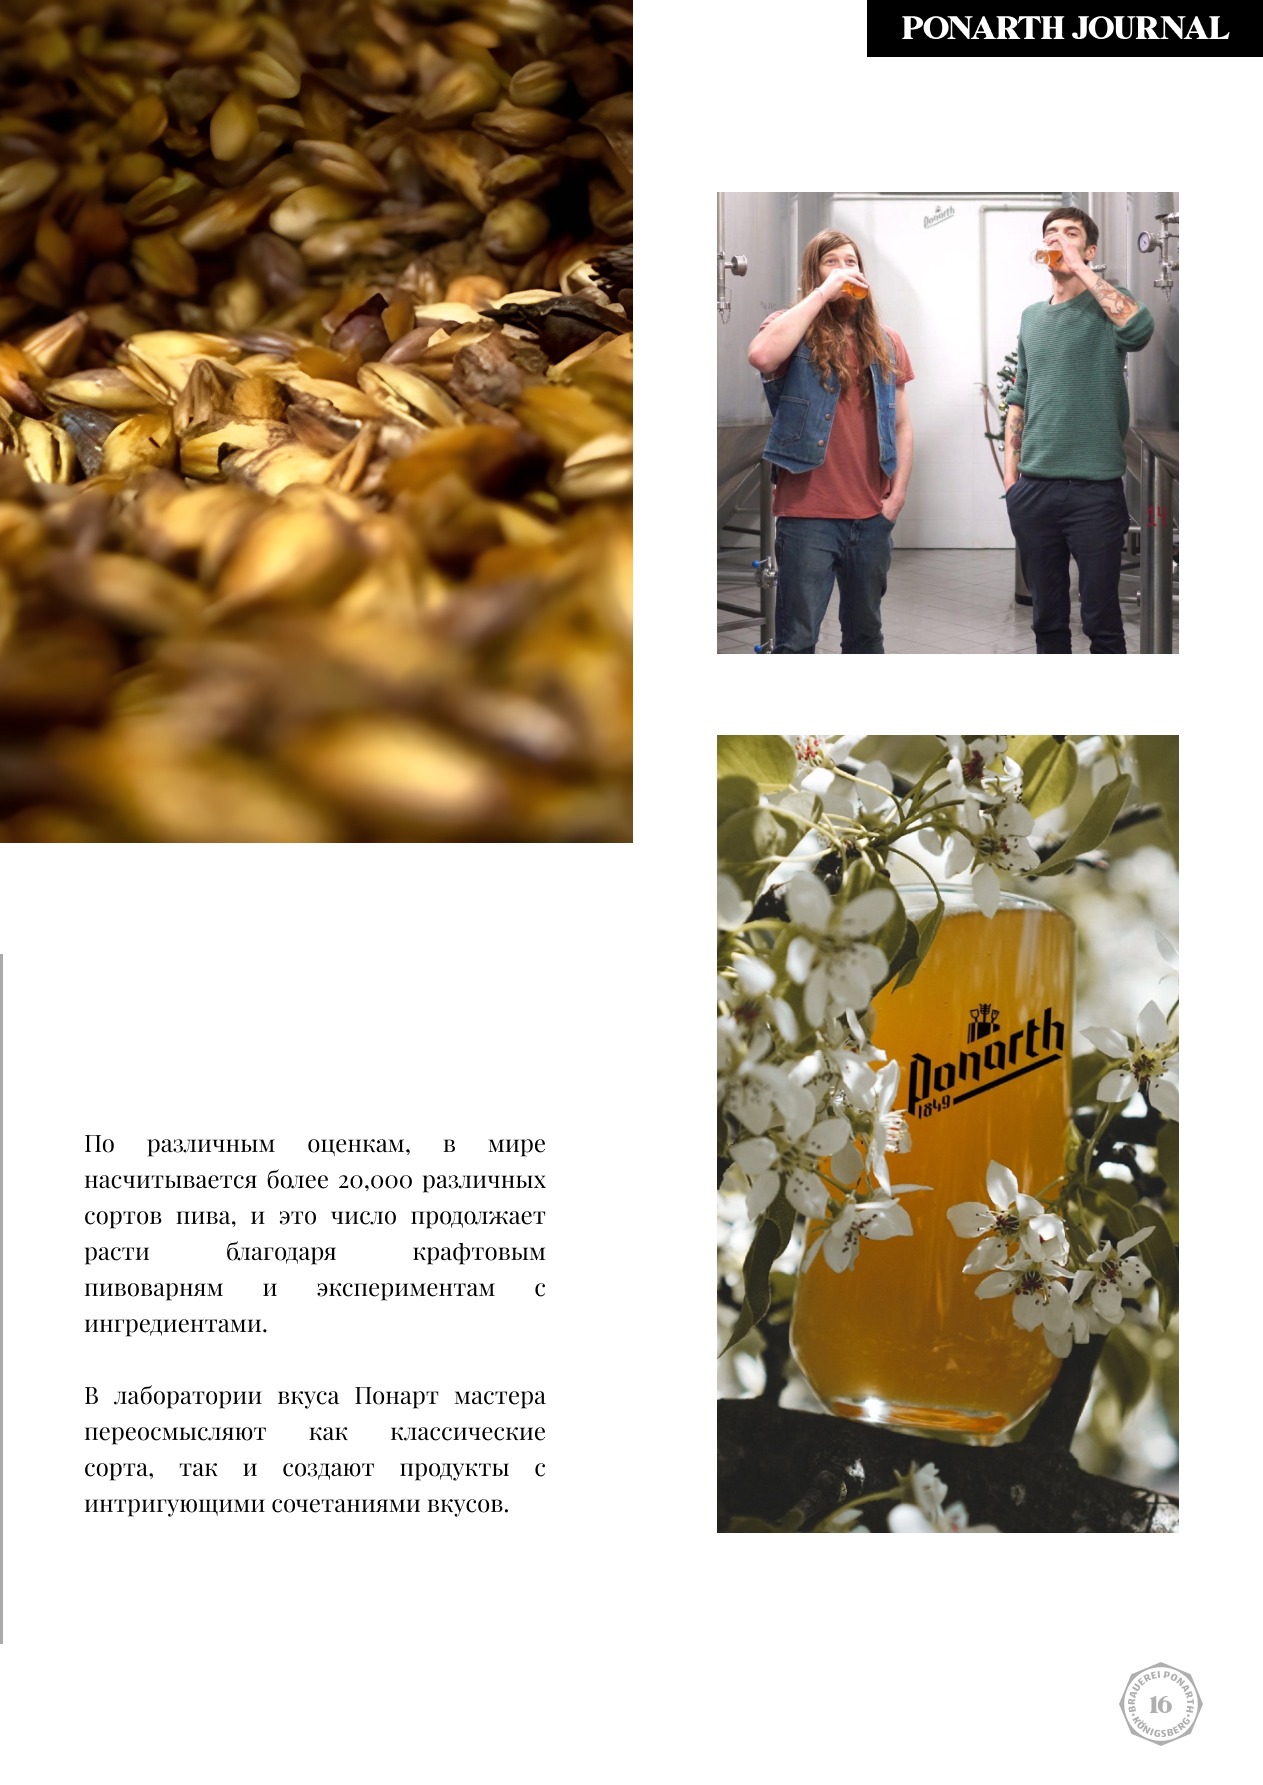 PONARTH JOURNAL
Ponarth
Ponarth
1849
По различным оценкам, в мире
насчитывается более 20,000 различных
сортов пива, и это число продолжает
расти благодаря крафтовым
пивоварням и экспериментам с
ингредиентами.
В лаборатории вкуса Понарт мастера
переосмысляют как классические
сорта, так и создают продукты с
интригующими сочетаниями вкусов.
BRAUEREI PONARTH
16
KÖNIGSBERG